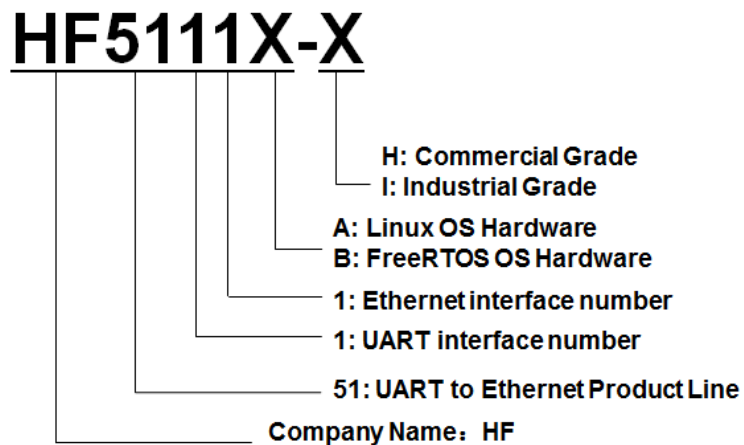 HF5111X-X
H: Commercial Grade
I: Industrial Grade
A: Linux OS Hardware
B: FreeRTOS OS Hardware
1: Ethernet interface number
1: UART interface number
51: UART to Ethernet Product Line
Company Name：HF